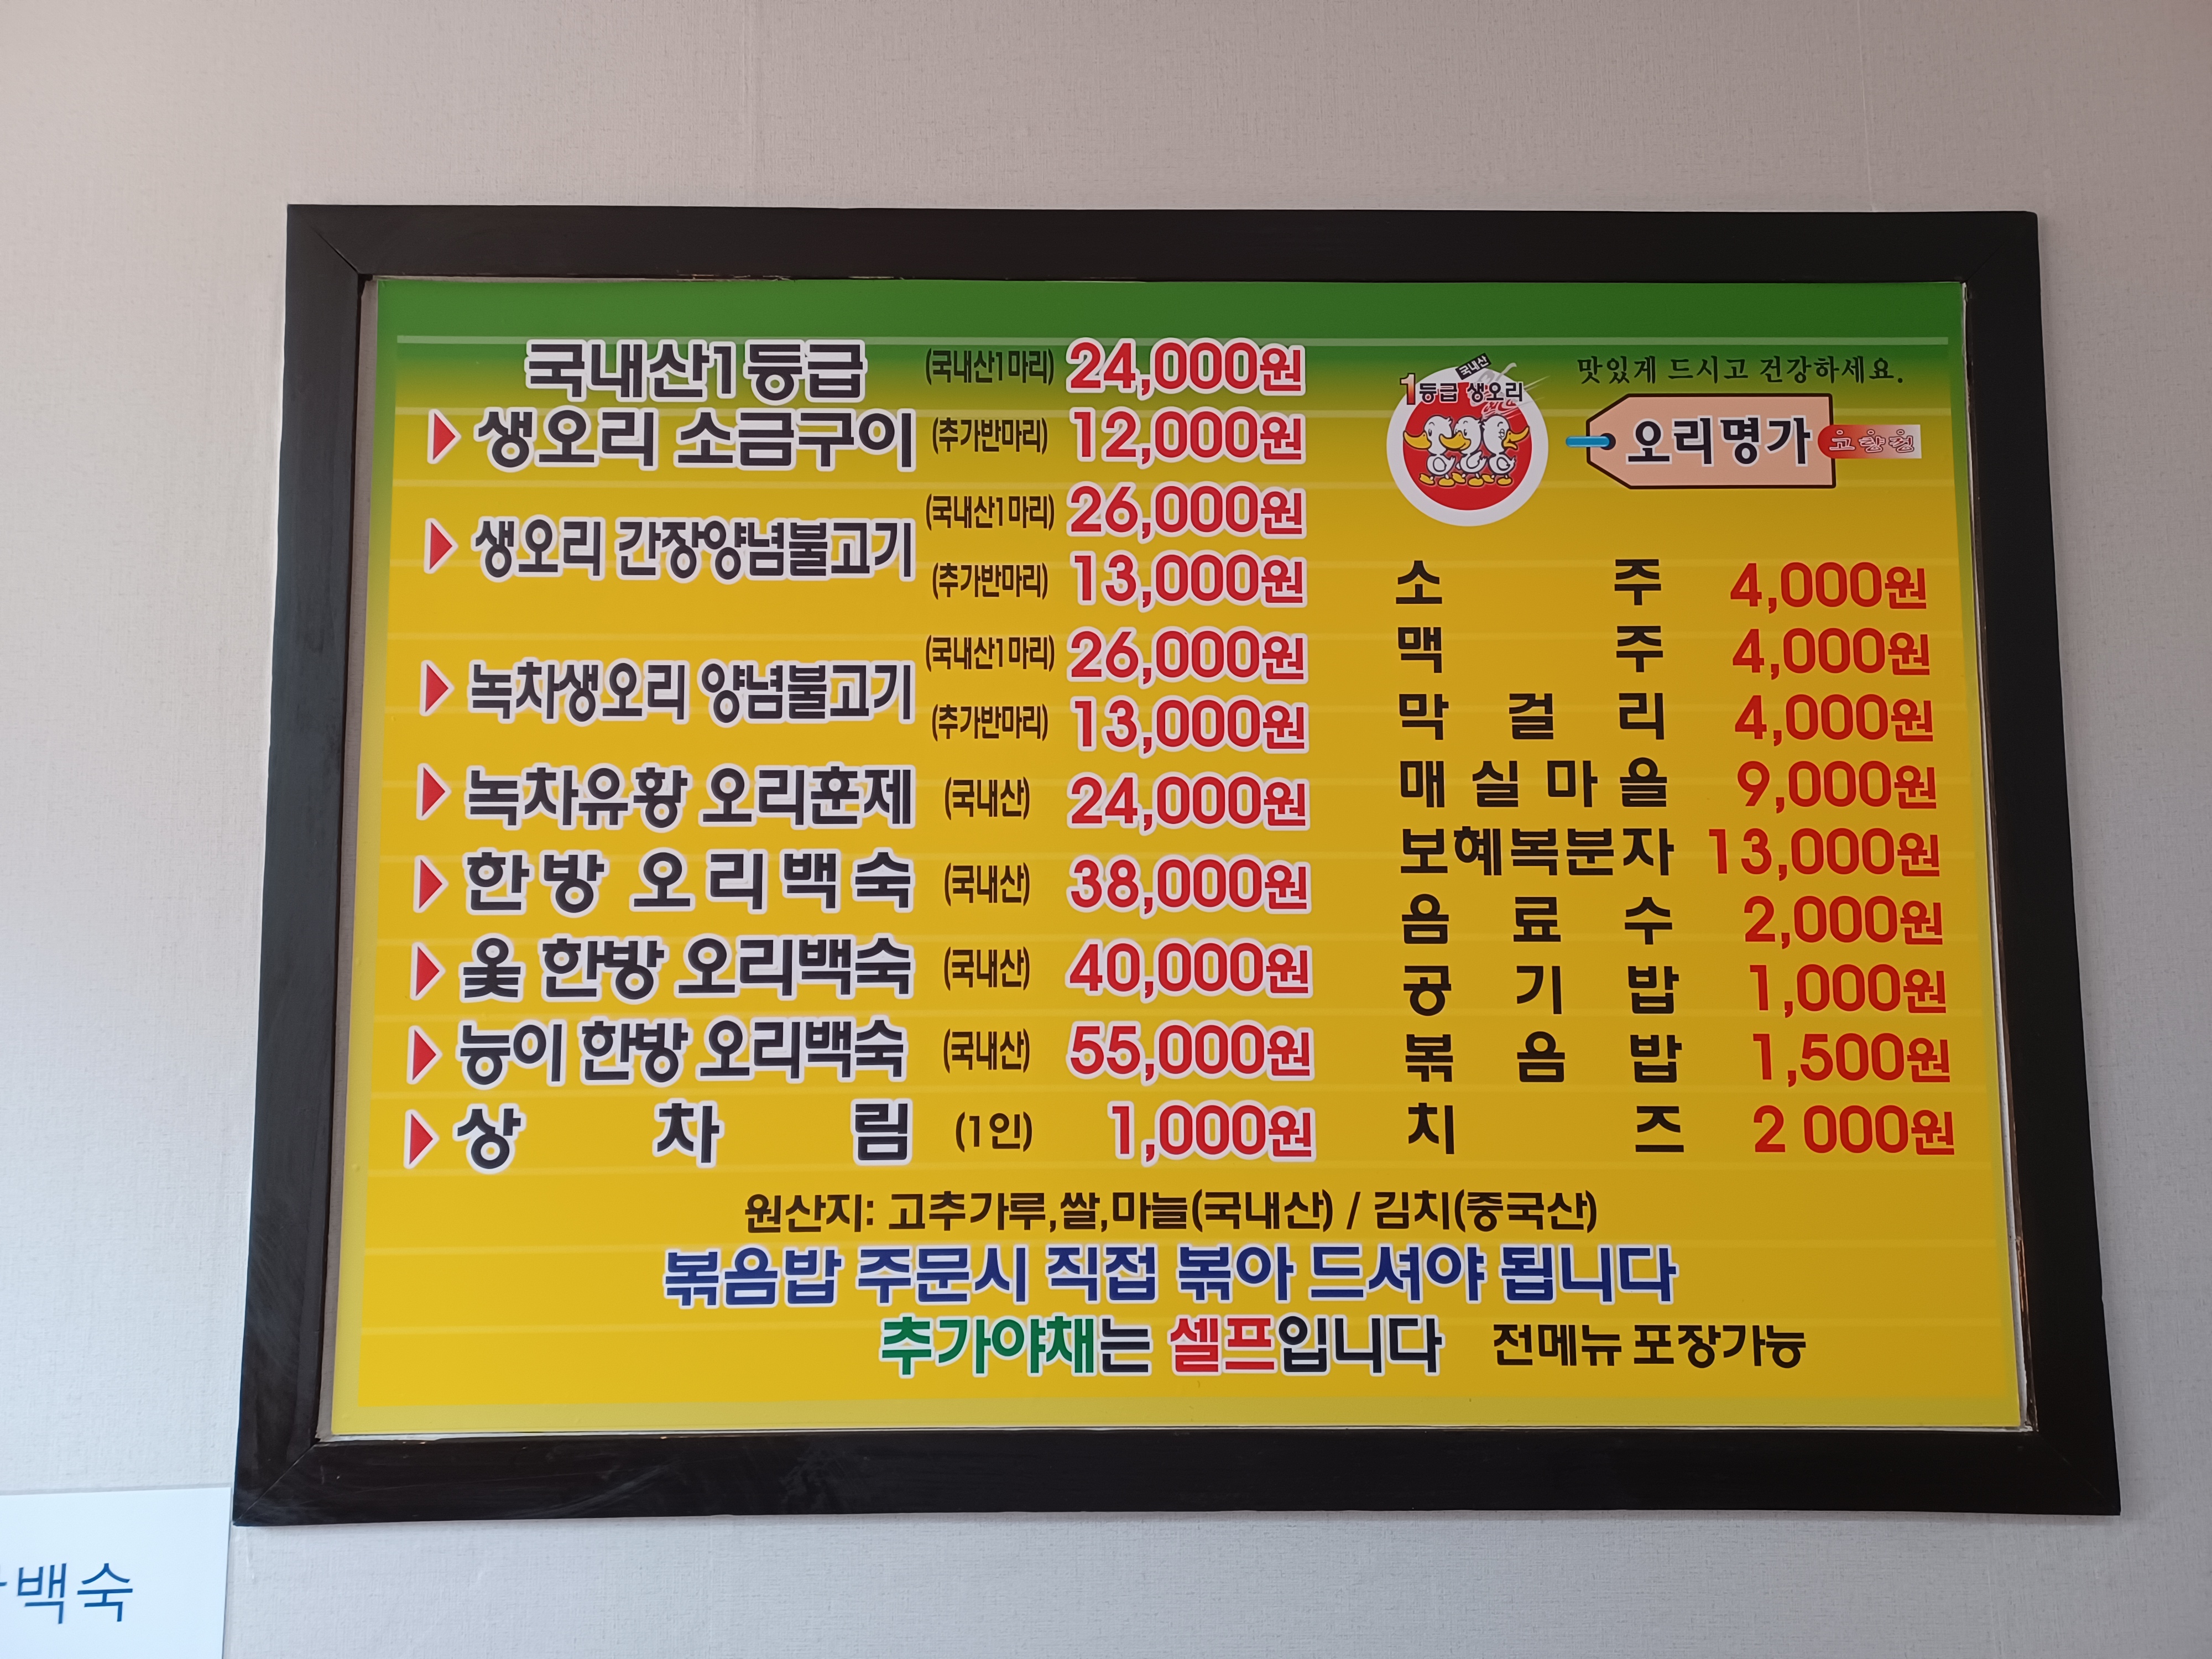 국내산1등급 (국내산1마리) 24,000원
생오리 소금구이 (추가반마리) 12,000원
생오리 간장양념불고기 (국내산1마리) 26,000원
(추가반마리) 13,000원
녹차생오리 양념불고기 (국내산1마리) 26,000원
(추가반마리) 13,000원
녹차유황 오리훈제 (국내산) 24,000원
한방 오리백숙 (국내산) 38,000원
옻 한방 오리백숙 (국내산) 40,000원
능이 한방 오리백숙 (국내산) 55,000원
상 차 림 (1인) 1,000원
국내산
1등급 생오리
맛있게 드시고 건강하세요.
오리명가
고향원
소 주 4,000원
맥 주 4,000원
막 걸 리 4,000원
매 실 마 을 9,000원
보혜복분자 13,000원
음 료 수 2,000원
공 기 밥 1,000원
볶 음 밥 1,500원
치 즈 2 000원
원산지: 고추가루,쌀,마늘(국내산) / 김치(중국산)
볶음밥 주문시 직접 볶아 드셔야 됩니다
추가야채는 셀프입니다 전메뉴 포장가능
백숙